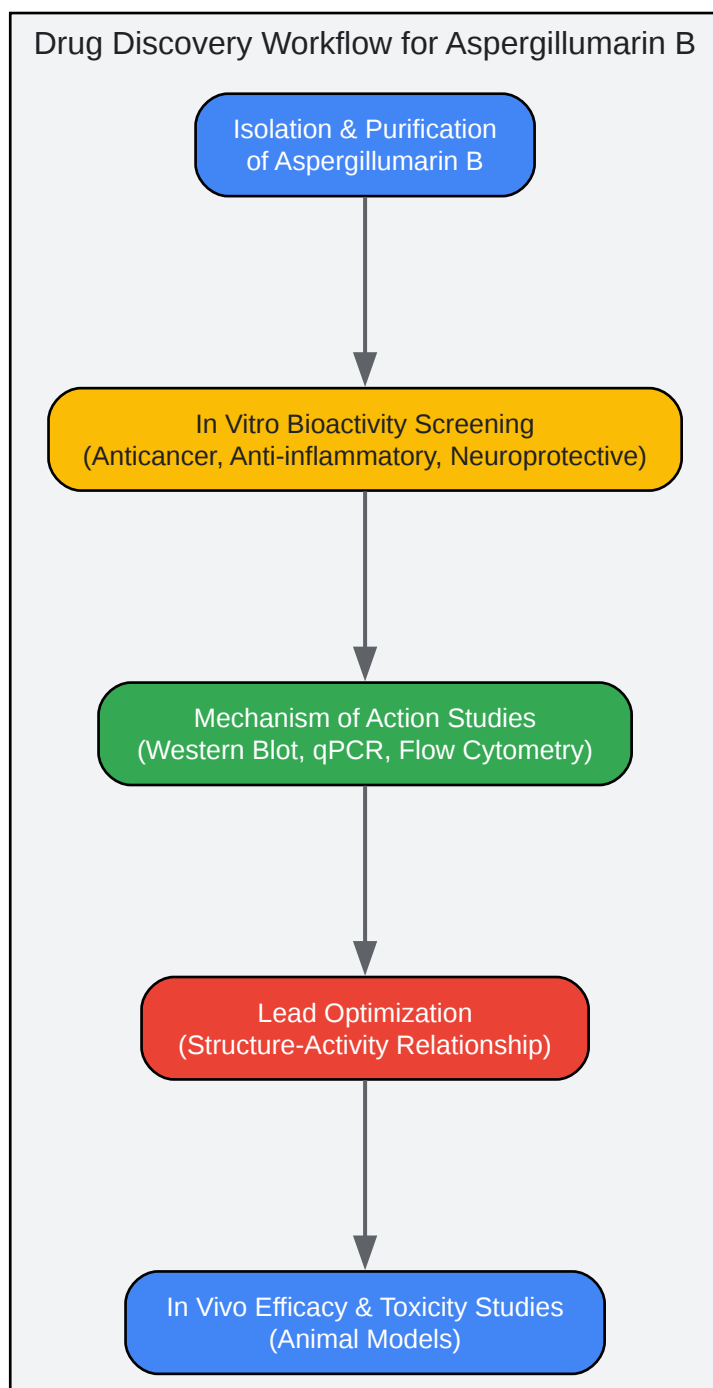 Drug Discovery Workflow for Aspergillumarin B
Isolation & Purification
of Aspergillumarin B
In Vitro Bioactivity Screening
(Anticancer, Anti-inflammatory, Neuroprotective)
Mechanism of Action Studies
(Western Blot, qPCR, Flow Cytometry)
Lead Optimization
(Structure-Activity Relationship)
In Vivo Efficacy & Toxicity Studies
(Animal Models)